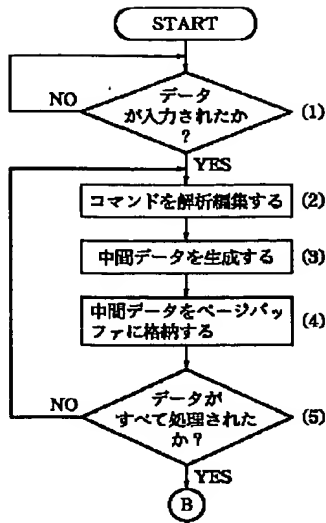 START
データ
が入力されたか
?
NO
(1)
YES
コマンドを解析編集する
(2)
中間データを生成する
(3)
中間データをページバッ
ファに格納する
(4)
データが
すべて処理された
か?
NO
(5)
YES
B